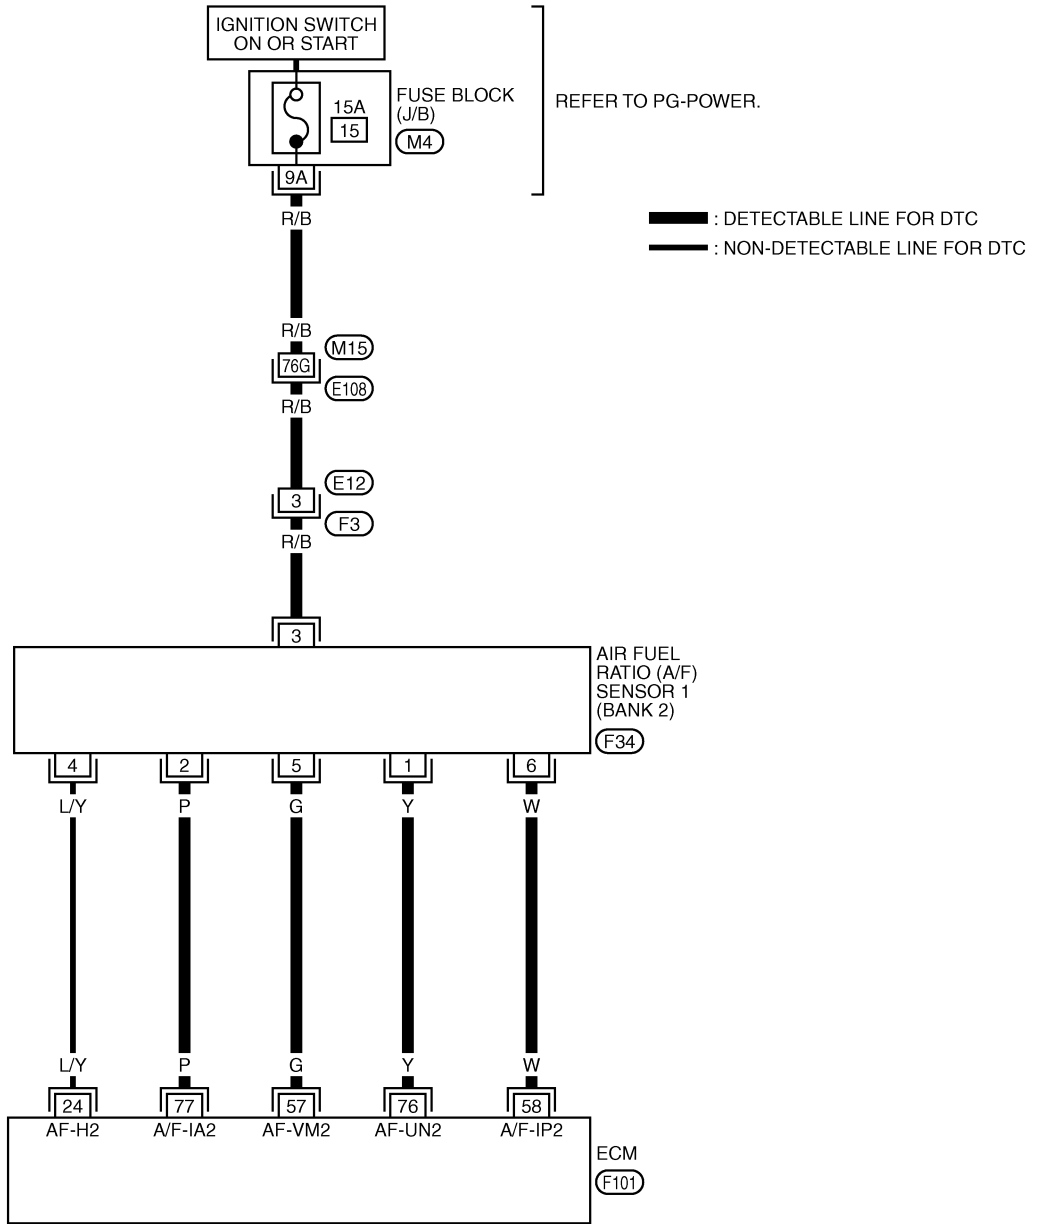 IGNITION SWITCH
ON OR START
FUSE BLOCK
(J/B)
M4
15A
15
9A
REFER TO PG-POWER.
R/B
: DETECTABLE LINE FOR DTC
: NON-DETECTABLE LINE FOR DTC
R/B
M15
76G
E108
R/B
E12
3
F3
R/B
3
AIR FUEL
RATIO (A/F)
SENSOR 1
(BANK 2)
F34
4 2 5 1 6
L/Y P G Y W
L/Y P G Y W
24 77 57 76 58
AF-H2 A/F-IA2 AF-VM2 AF-UN2 A/F-IP2
ECM
F101